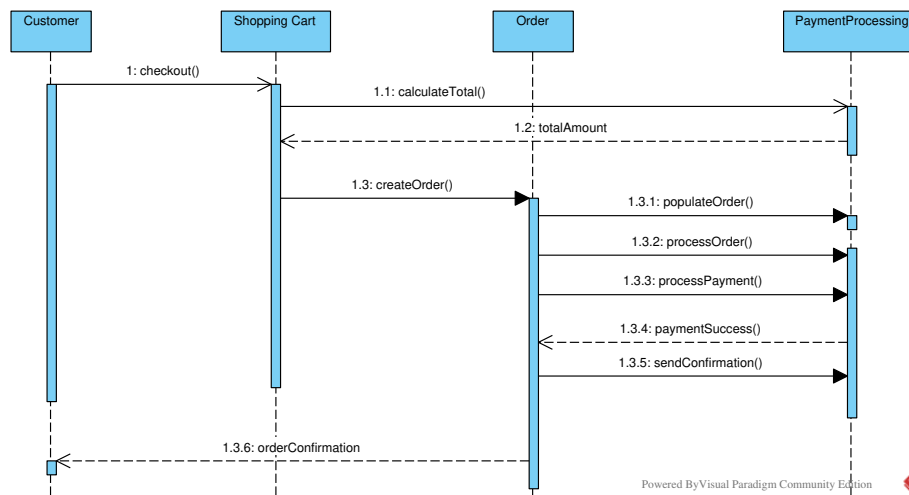 Customer
Shopping Cart
Order
PaymentProcessing
1: checkout()
1.1: calculateTotal()
1.2: totalAmount
1.3: createOrder()
1.3.1: populateOrder()
1.3.2: processOrder()
1.3.3: processPayment()
1.3.4: paymentSuccess()
1.3.5: sendConfirmation()
1.3.6: orderConfirmation
Powered ByVisual Paradigm Community Edition